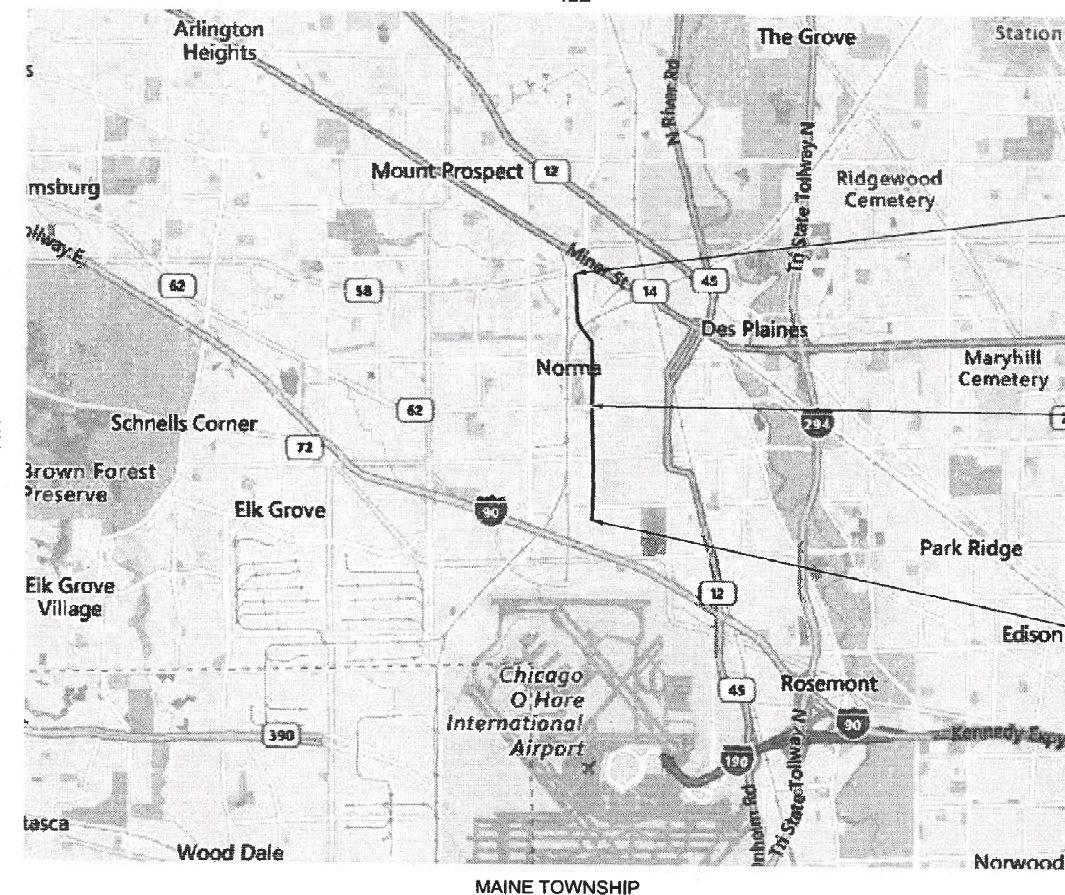 Arlington
Heights
The Grove
Station
N River Rd
Tri State Tollway N
Mount Prospect
12
Ridgewood
Cemetery
Miner St
62
58
14
45
Des Plaines
Norma
Maryhill
Cemetery
62
294
Schnells Corner
72
Brown Forest
Preserve
Elk Grove
90
Park Ridge
Elk Grove
Village
12
Edison
Chicago
O'Hare
International
Airport
45
Rosemont
390
90
Kennedy Expy
190
Tri State Tollway N
Wood Dale
Norwood
MAINE TOWNSHIP